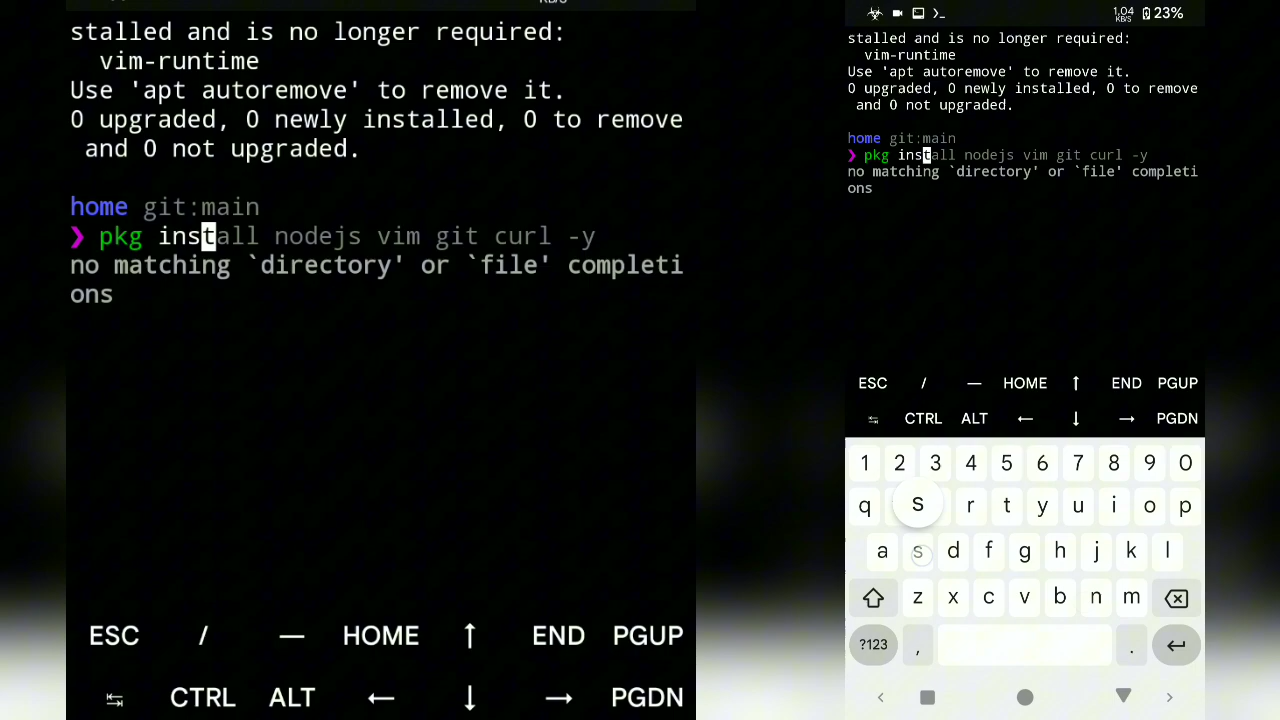 KB/S
stalled and is no longer required:
vim-runtime
Use 'apt autoremove' to remove it.
0 upgraded, 0 newly installed, 0 to remove
and 0 not upgraded.
home git:main
❯ pkg install nodejs vim git curl -y
no matching `directory' or `file' completi
ons
ESC / — HOME ↑ END PGUP
↹ CTRL ALT ← ↓ → PGDN
1.04 KB/S 23%
stalled and is no longer required:
vim-runtime
Use 'apt autoremove' to remove it.
0 upgraded, 0 newly installed, 0 to remove
and 0 not upgraded.
home git:main
❯ pkg install nodejs vim git curl -y
no matching `directory' or `file' completi
ons
ESC / — HOME ↑ END PGUP
↹ CTRL ALT ← ↓ → PGDN
1 2 3 4 5 6 7 8 9 0
q s r t y u i o p
a s d f g h j k l
z x c v b n m
?123 , .